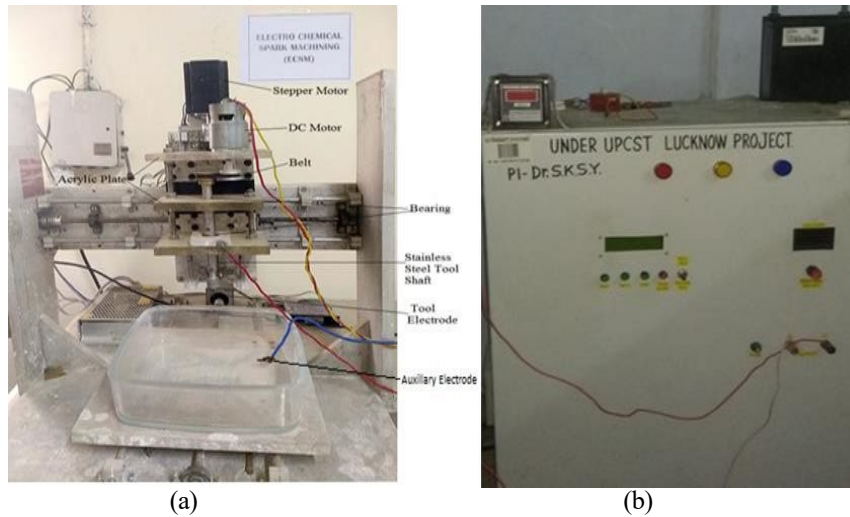 ELECTRO CHEMICAL
SPARK MACHINING
(ECSM)
Stepper Motor
DC Motor
Belt
Acrylic Plate
Bearing
Stainless
Steel Tool
Shaft
Tool
Electrode
Auxillary Electrode
(a)
UNDER UPCST LUCKNOW PROJECT
PI- Dr.S.K.S.Y.
(b)